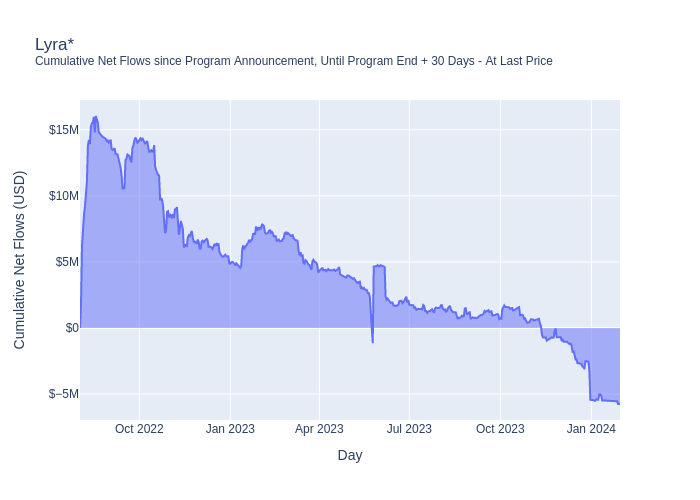 Lyra*
Cumulative Net Flows since Program Announcement, Until Program End + 30 Days - At Last Price
Cumulative Net Flows (USD)
$15M
$10M
$5M
$0
$−5M
Oct 2022
Jan 2023
Apr 2023
Jul 2023
Oct 2023
Jan 2024
Day